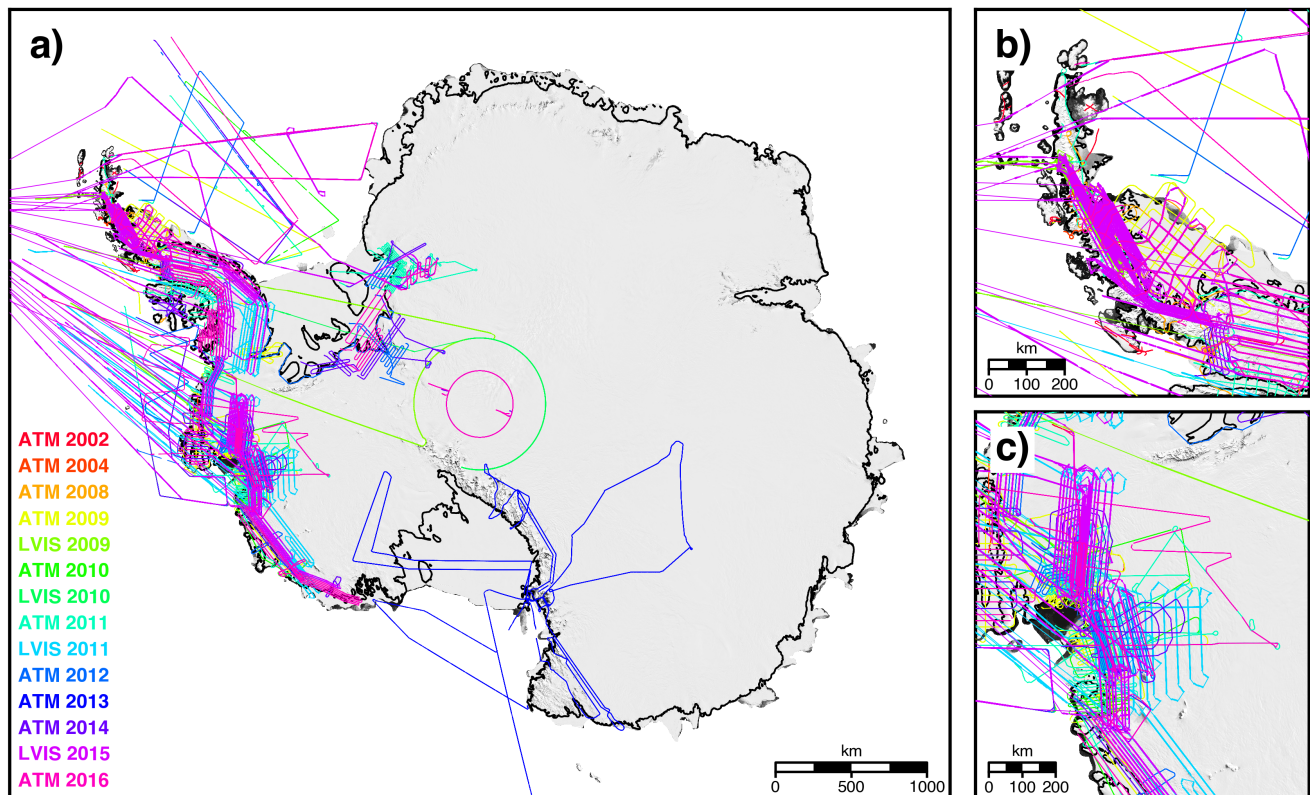 a)
ATM 2002
ATM 2004
ATM 2008
ATM 2009
LVIS 2009
ATM 2010
LVIS 2010
ATM 2011
LVIS 2011
ATM 2012
ATM 2013
ATM 2014
LVIS 2015
ATM 2016
km
0 500 1000
b)
km
0 100 200
c)
km
0 100 200